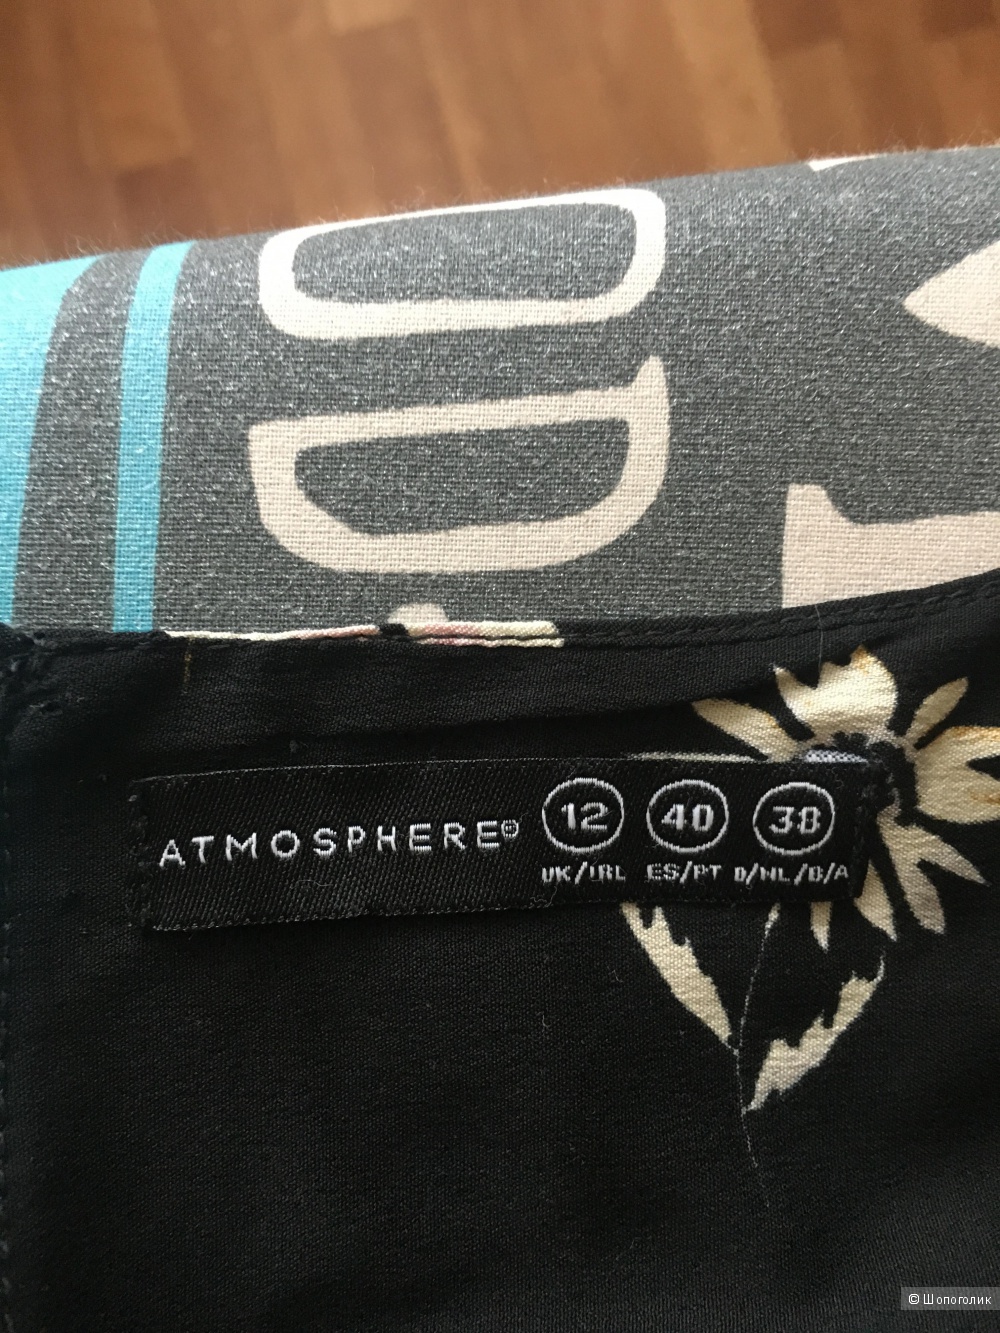 ATMOSPHERE® 12 40 38
UK/IRL ES/PT D/NL/B/A
© Шопоголик